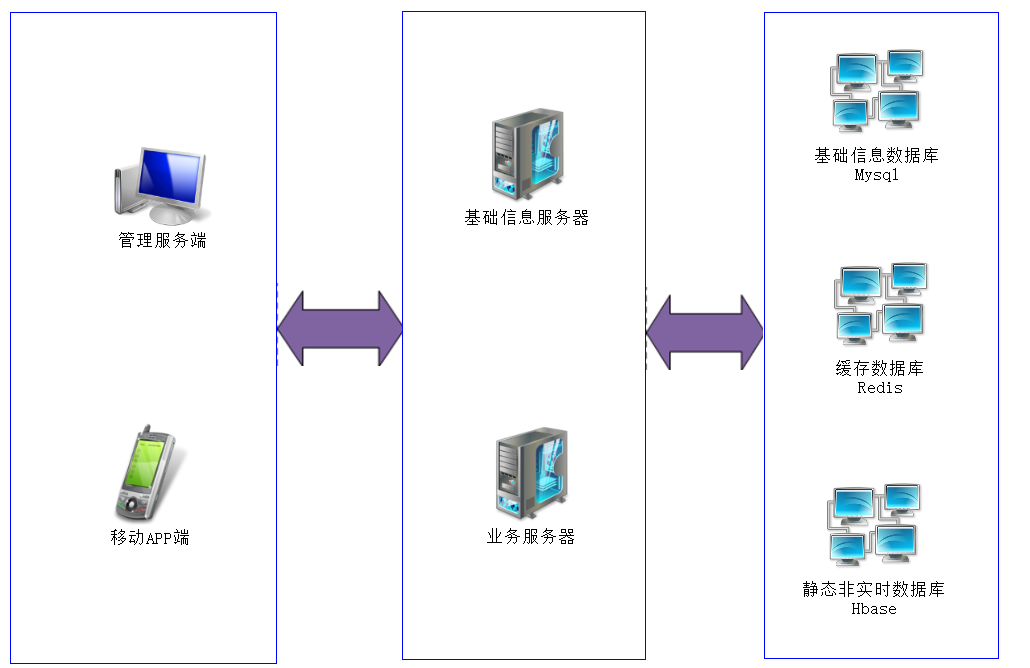 管理服务端
移动APP端
基础信息服务器
业务服务器
基础信息数据库
Mysql
缓存数据库
Redis
静态非实时数据库
Hbase